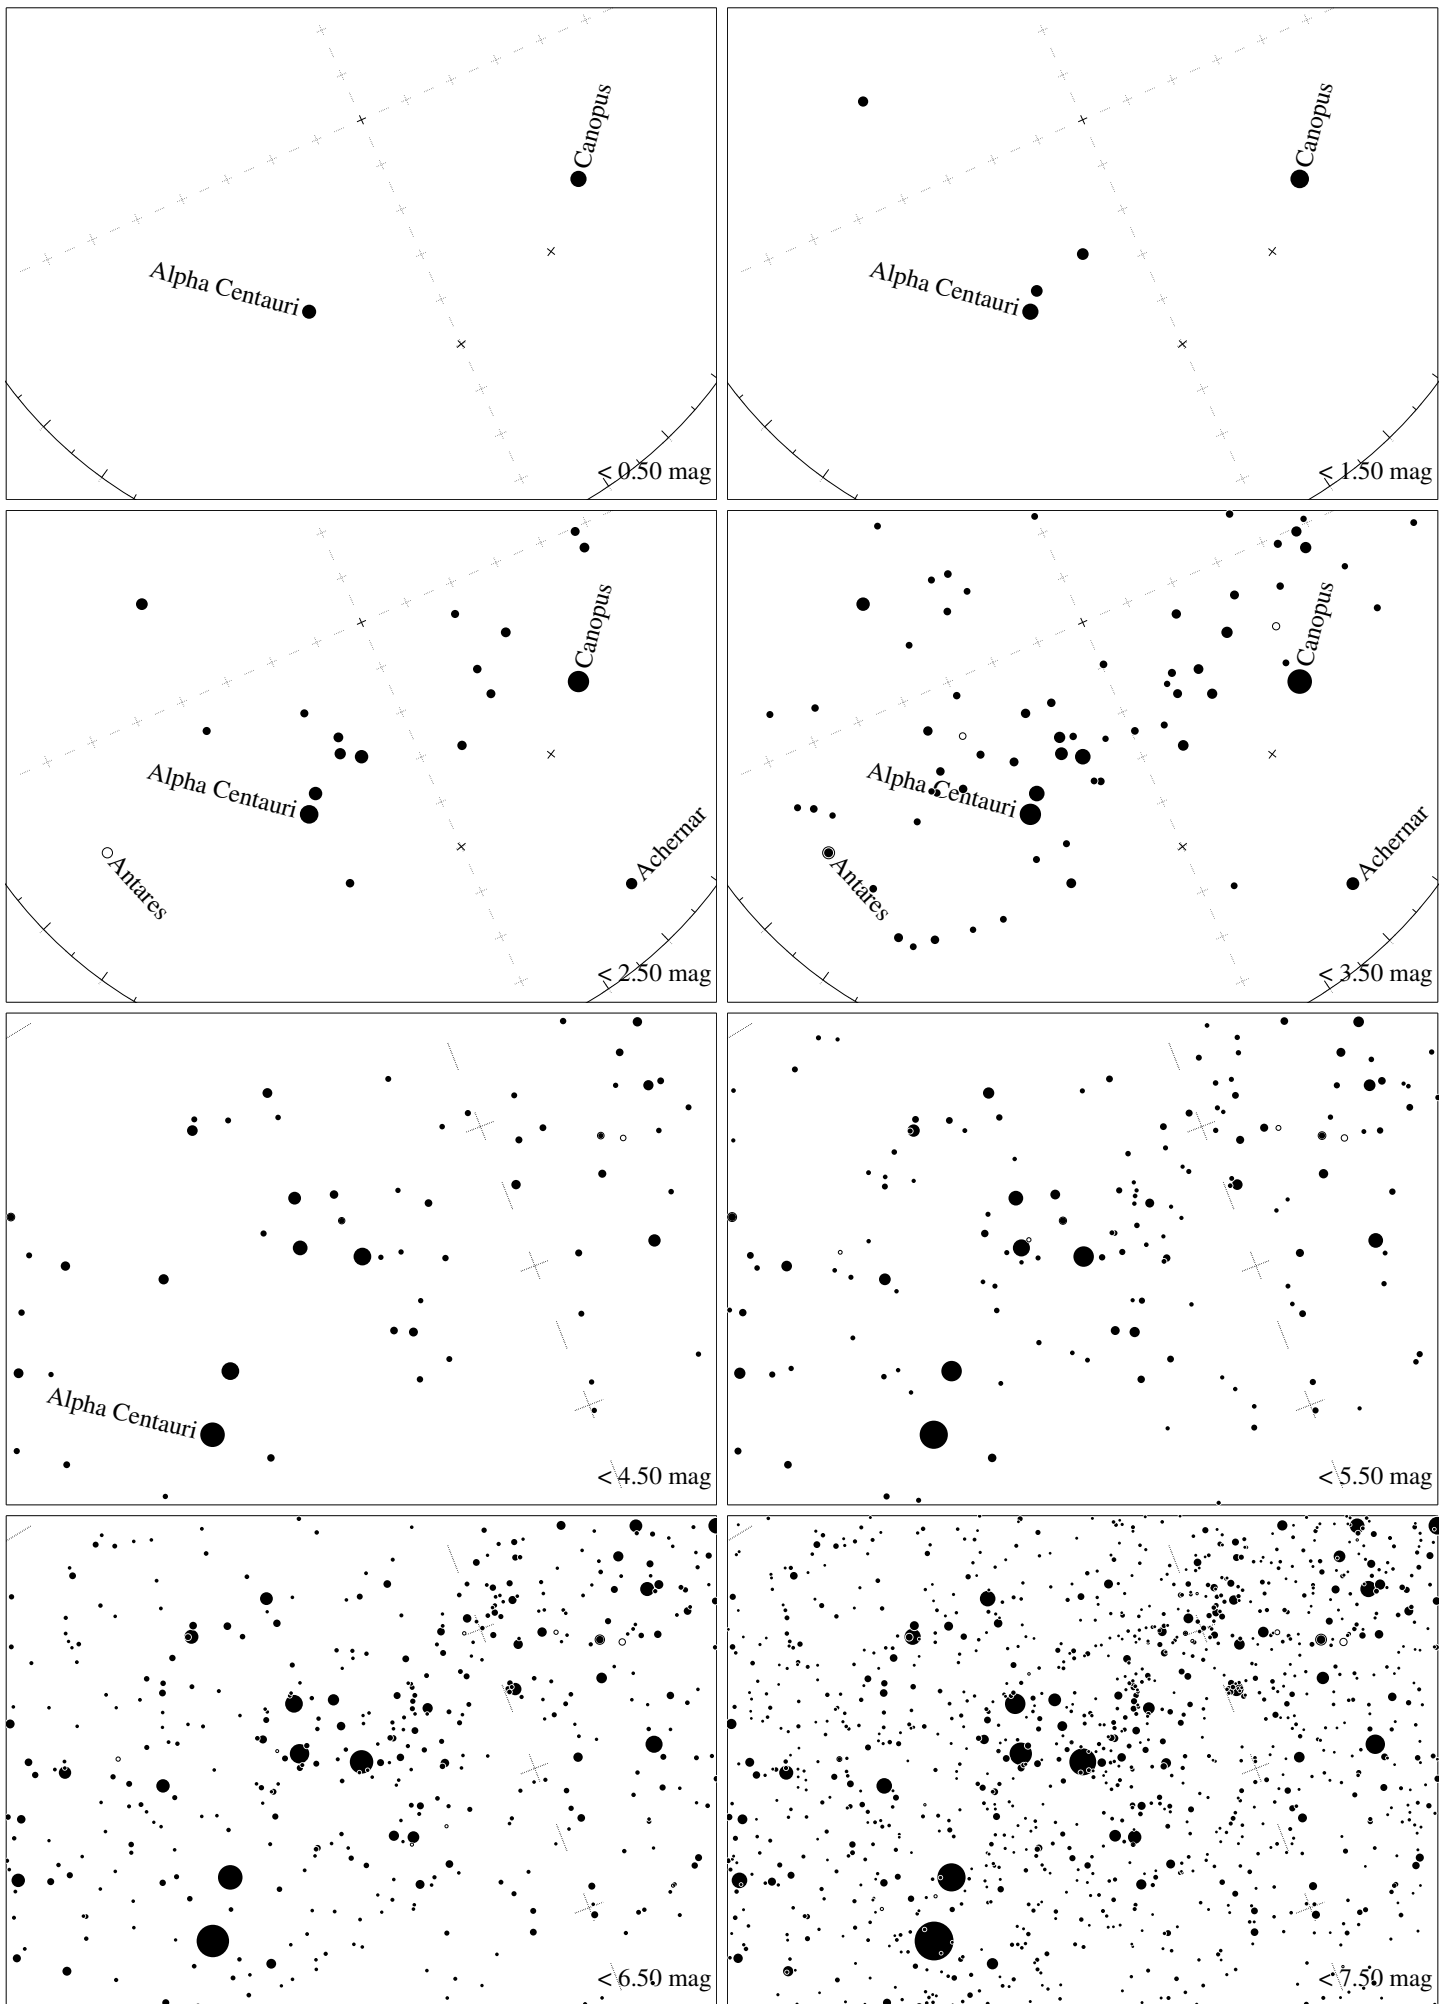 Canopus
Alpha Centauri
< 0.50 mag
Canopus
Alpha Centauri
< 1.50 mag
Canopus
Alpha Centauri
Achernar
Antares
< 2.50 mag
Canopus
Alpha Centauri
Achernar
Antares
< 3.50 mag
Alpha Centauri
< 4.50 mag
< 5.50 mag
< 6.50 mag
< 7.50 mag